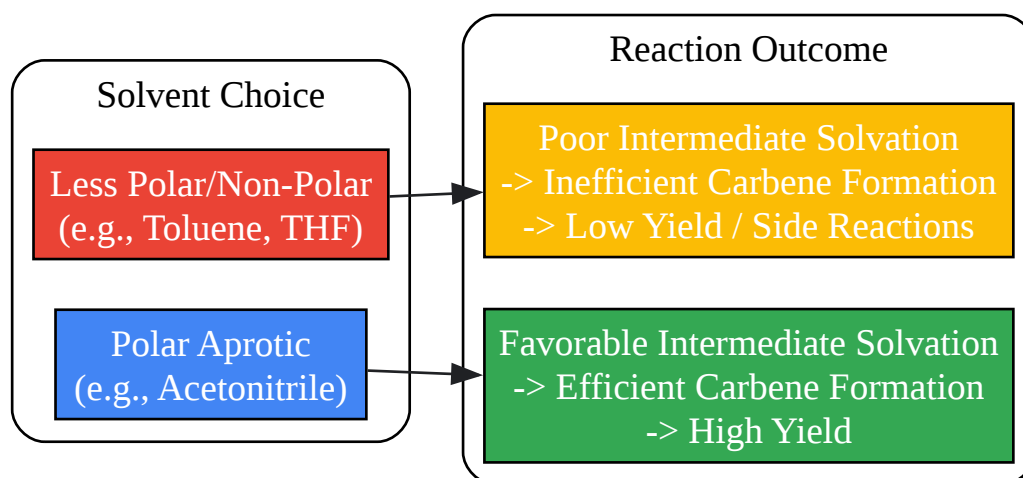 Solvent Choice
Less Polar/Non-Polar
(e.g., Toluene, THF)
Polar Aprotic
(e.g., Acetonitrile)
Reaction Outcome
Poor Intermediate Solvation
-> Inefficient Carbene Formation
-> Low Yield / Side Reactions
Favorable Intermediate Solvation
-> Efficient Carbene Formation
-> High Yield